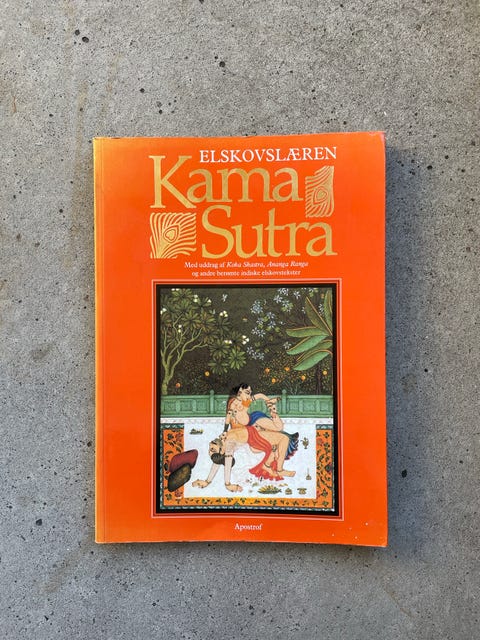 ELSKOVSLÆREN
Kama
Sutra
Med uddrag af Koka Shastra, Ananga Ranga
og andre berømte indiske elskovstekster
Apostrof